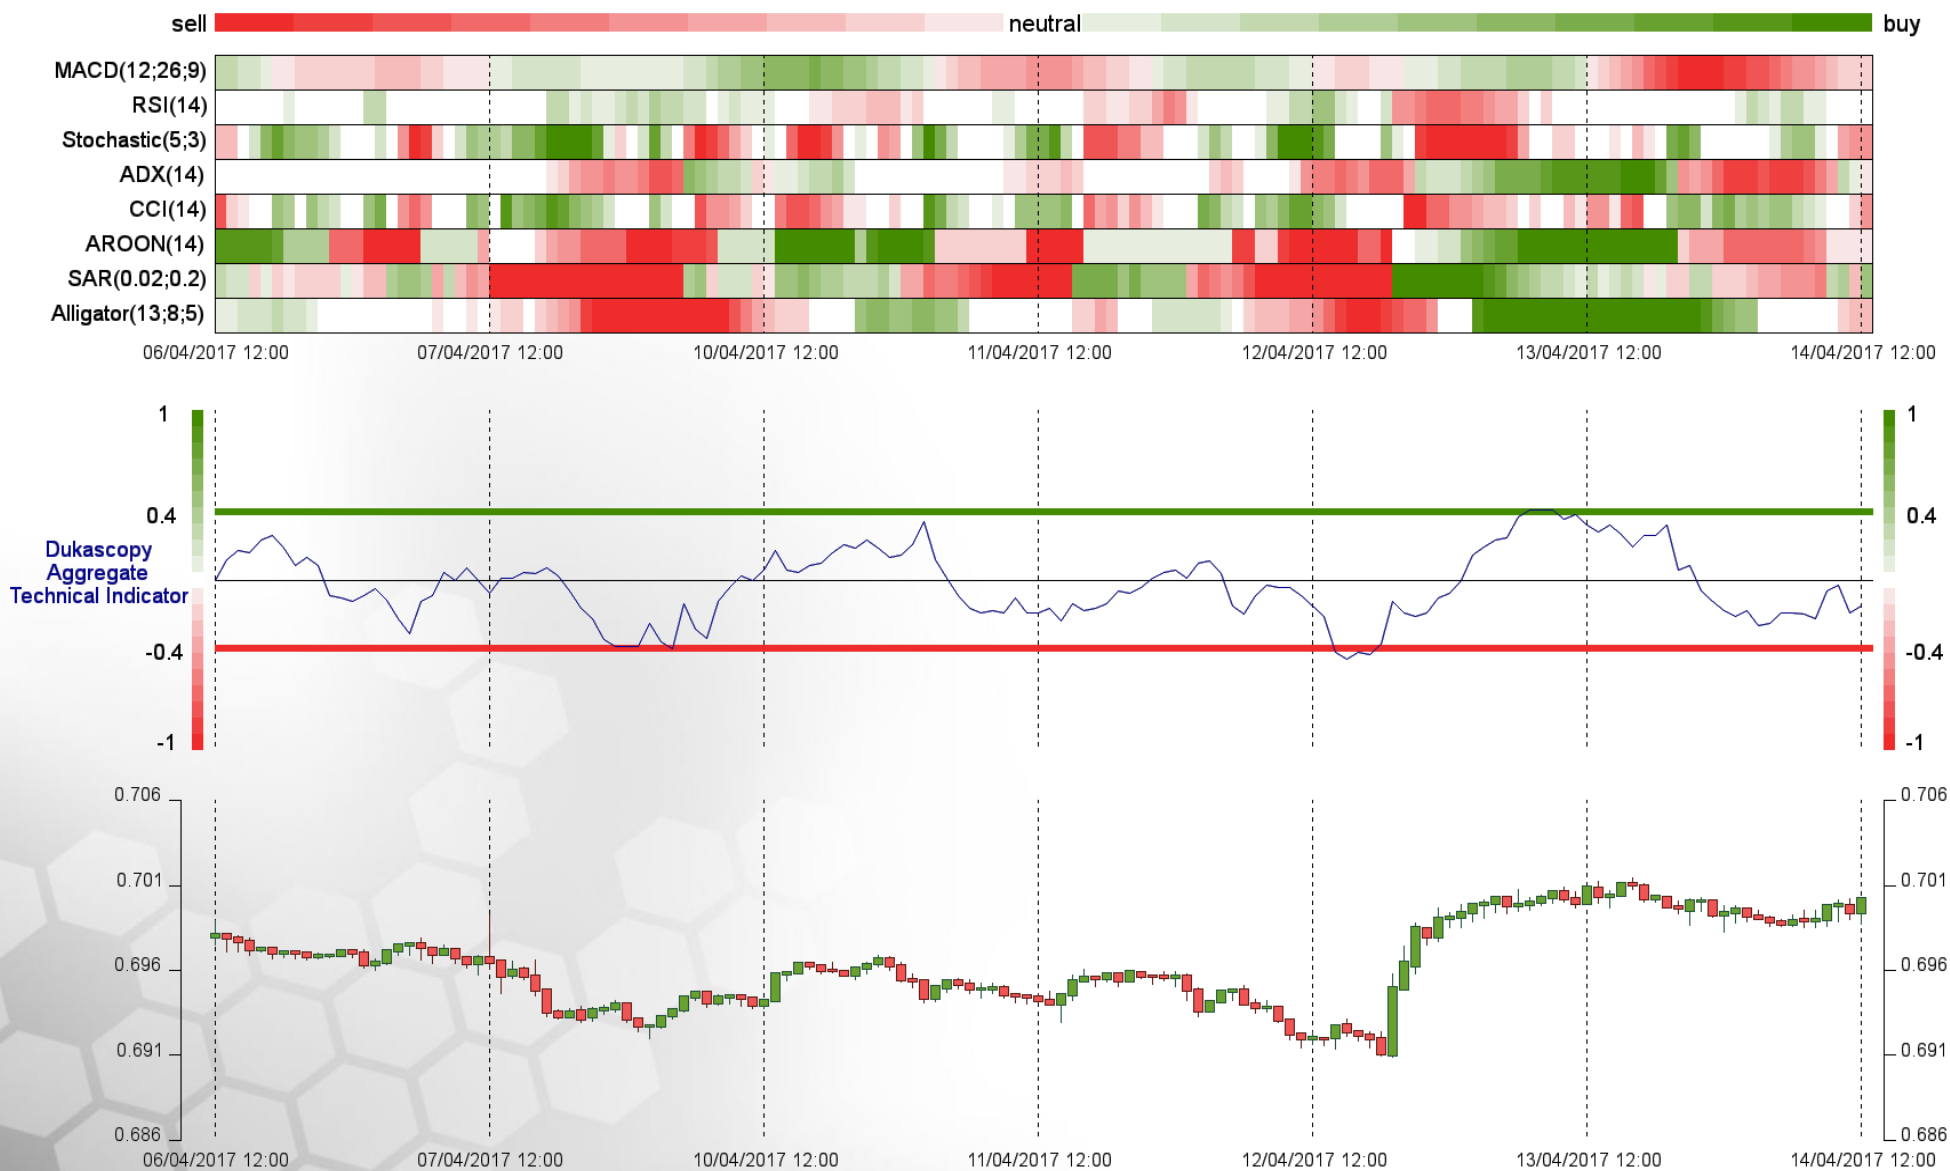 sell neutral buy
MACD(12;26;9)
RSI(14)
Stochastic(5;3)
ADX(14)
CCI(14)
AROON(14)
SAR(0.02;0.2)
Alligator(13;8;5)
06/04/2017 12:00 07/04/2017 12:00 10/04/2017 12:00 11/04/2017 12:00 12/04/2017 12:00 13/04/2017 12:00 14/04/2017 12:00
1 1
0.4 0.4
Dukascopy
Aggregate
Technical Indicator
-0.4 -0.4
-1 -1
0.706 0.706
0.701 0.701
0.696 0.696
0.691 0.691
0.686 0.686
06/04/2017 12:00 07/04/2017 12:00 10/04/2017 12:00 11/04/2017 12:00 12/04/2017 12:00 13/04/2017 12:00 14/04/2017 12:00